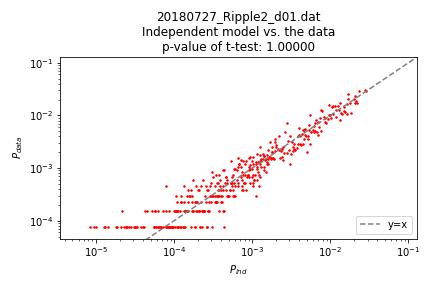 20180727_Ripple2_d01.dat
Independent model vs. the data
p-value of t-test: 1.00000
10⁻¹
10⁻²
10⁻³
10⁻⁴
P_data
y=x
10⁻⁵ 10⁻⁴ 10⁻³ 10⁻² 10⁻¹
P_ind